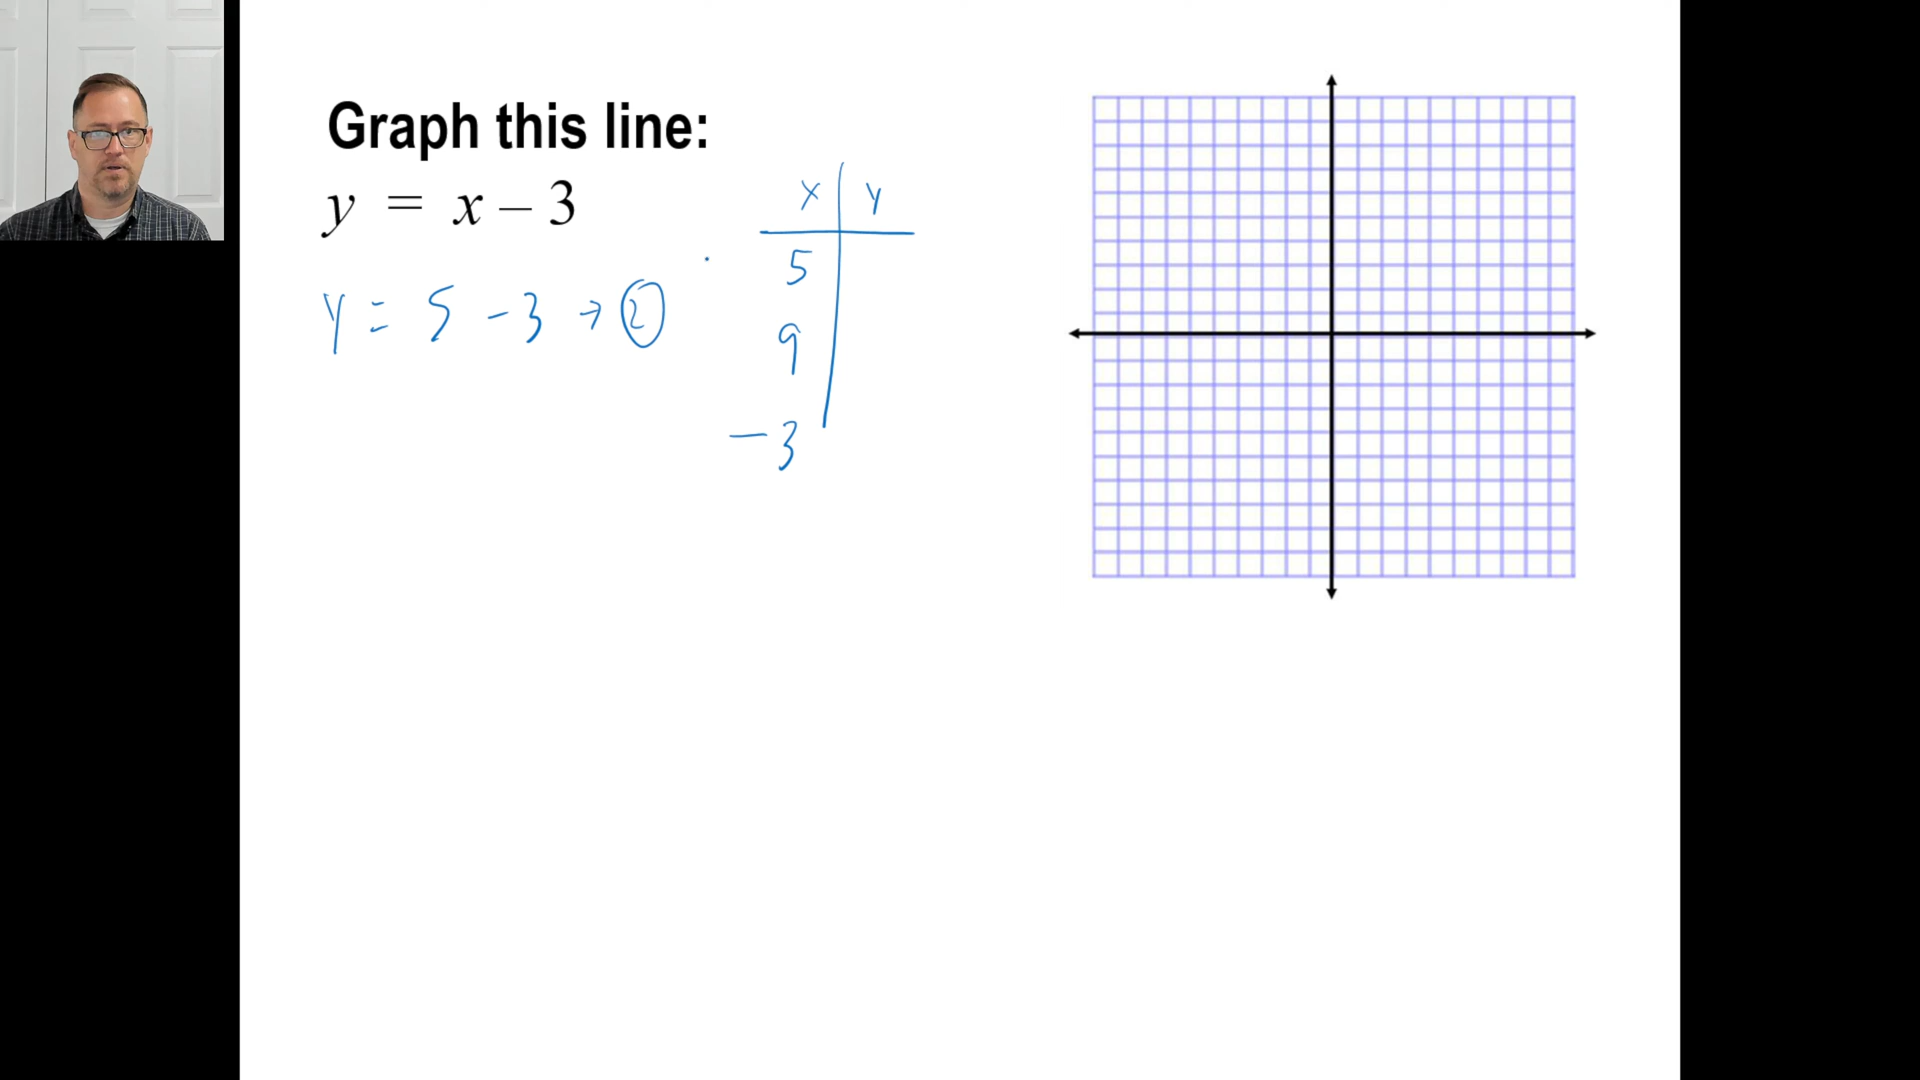 Graph this line:
y = x – 3
y = 5 - 3 → 2
x y
5
9
-3